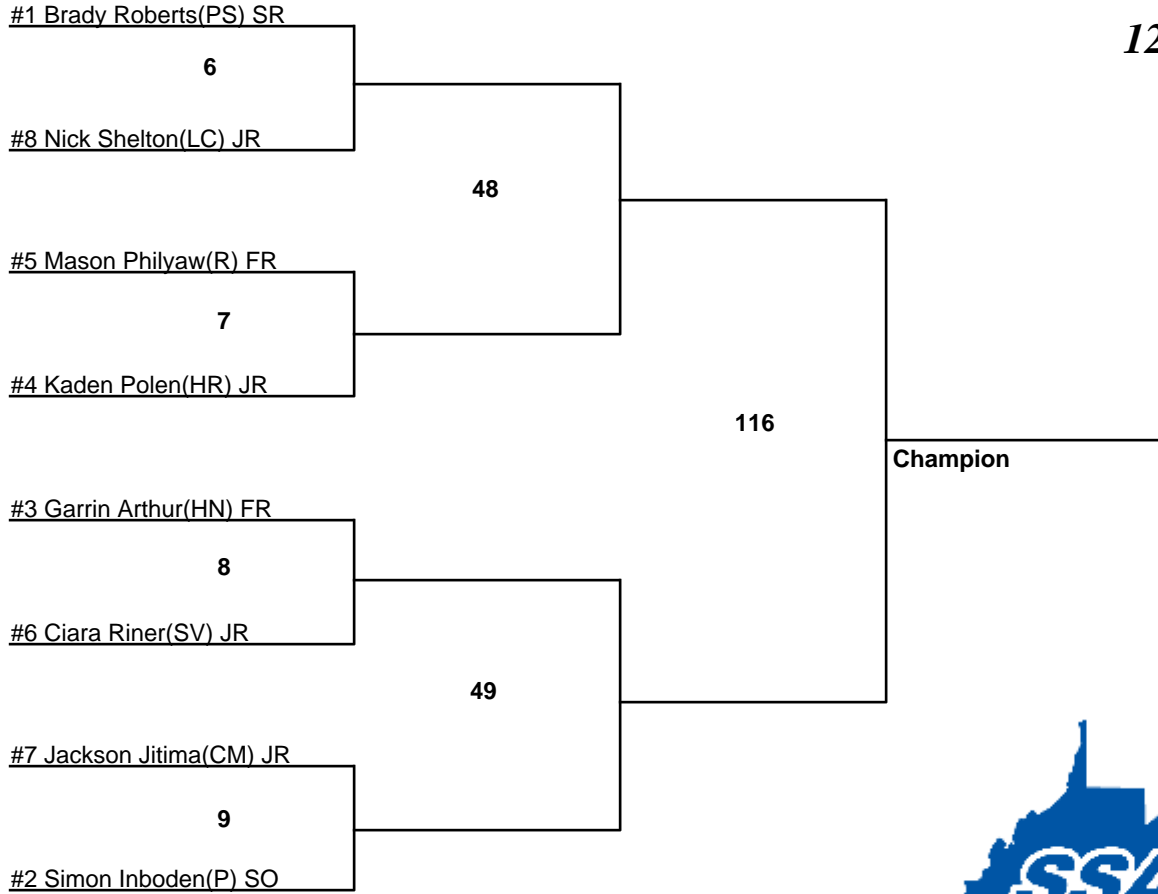 #1 Brady Roberts(PS) SR
12
6
#8 Nick Shelton(LC) JR
48
#5 Mason Philyaw(R) FR
7
#4 Kaden Polen(HR) JR
116
Champion
#3 Garrin Arthur(HN) FR
8
#6 Ciara Riner(SV) JR
49
#7 Jackson Jitima(CM) JR
9
#2 Simon Inboden(P) SO